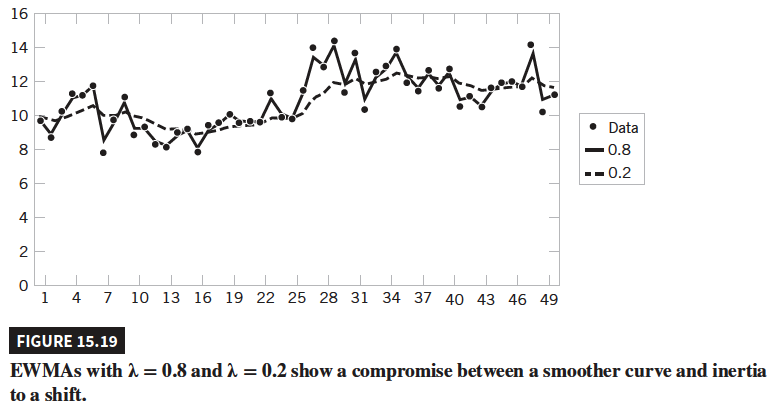 16
14
12
10
8
6
4
2
0
1 4 7 10 13 16 19 22 25 28 31 34 37 40 43 46 49
Data
0.8
0.2
FIGURE 15.19
EWMAs with λ = 0.8 and λ = 0.2 show a compromise between a smoother curve and inertia
to a shift.